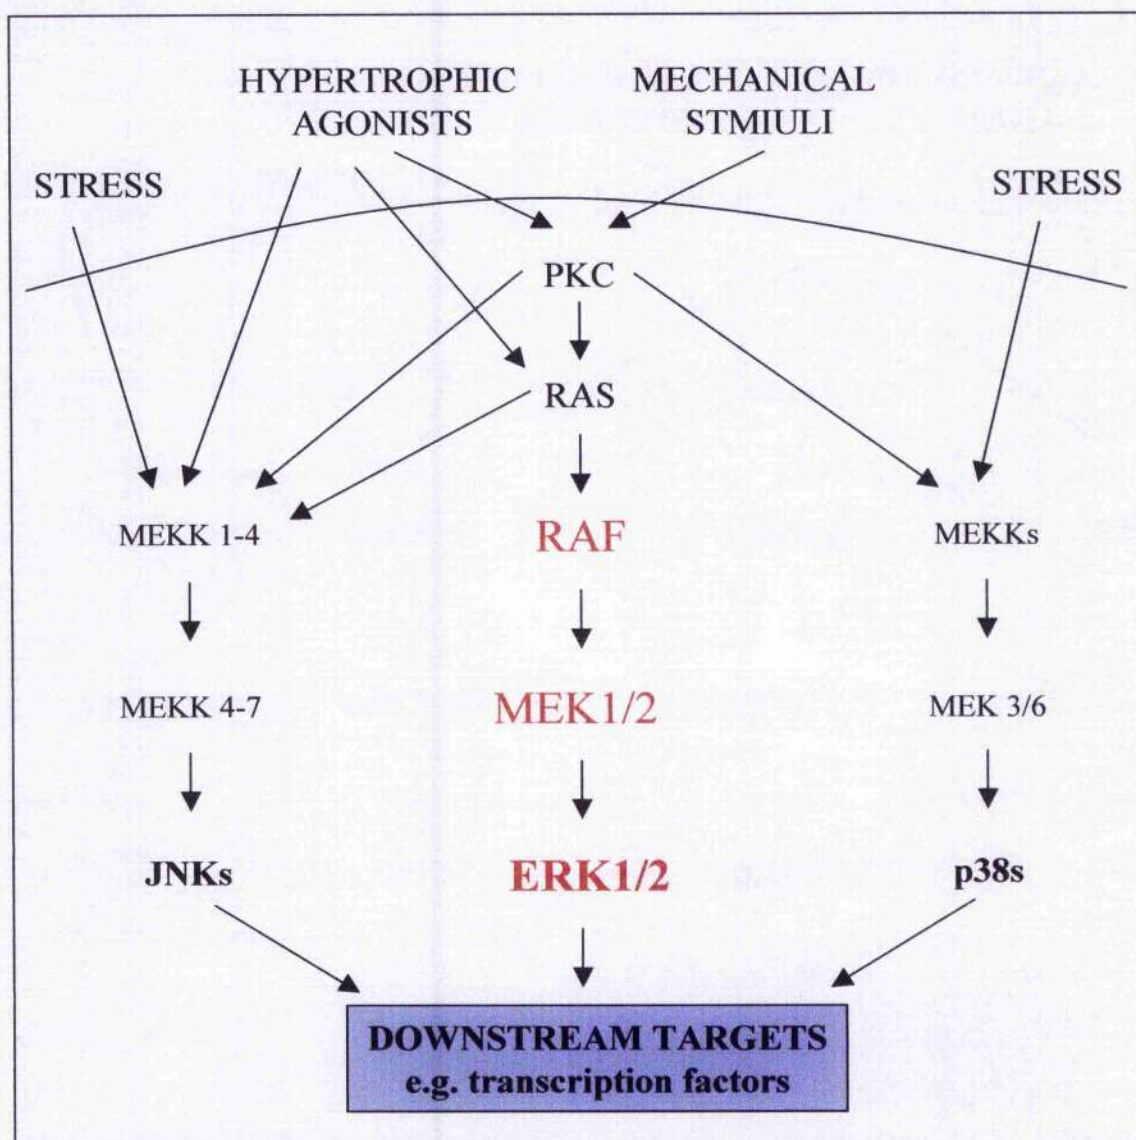 HYPERTROPHIC
AGONISTS
MECHANICAL
STMIULI
STRESS
STRESS
PKC
RAS
MEKK 1-4
RAF
MEKKs
MEKK 4-7
MEK1/2
MEK 3/6
JNKs
ERK1/2
p38s
DOWNSTREAM TARGETS
e.g. transcription factors